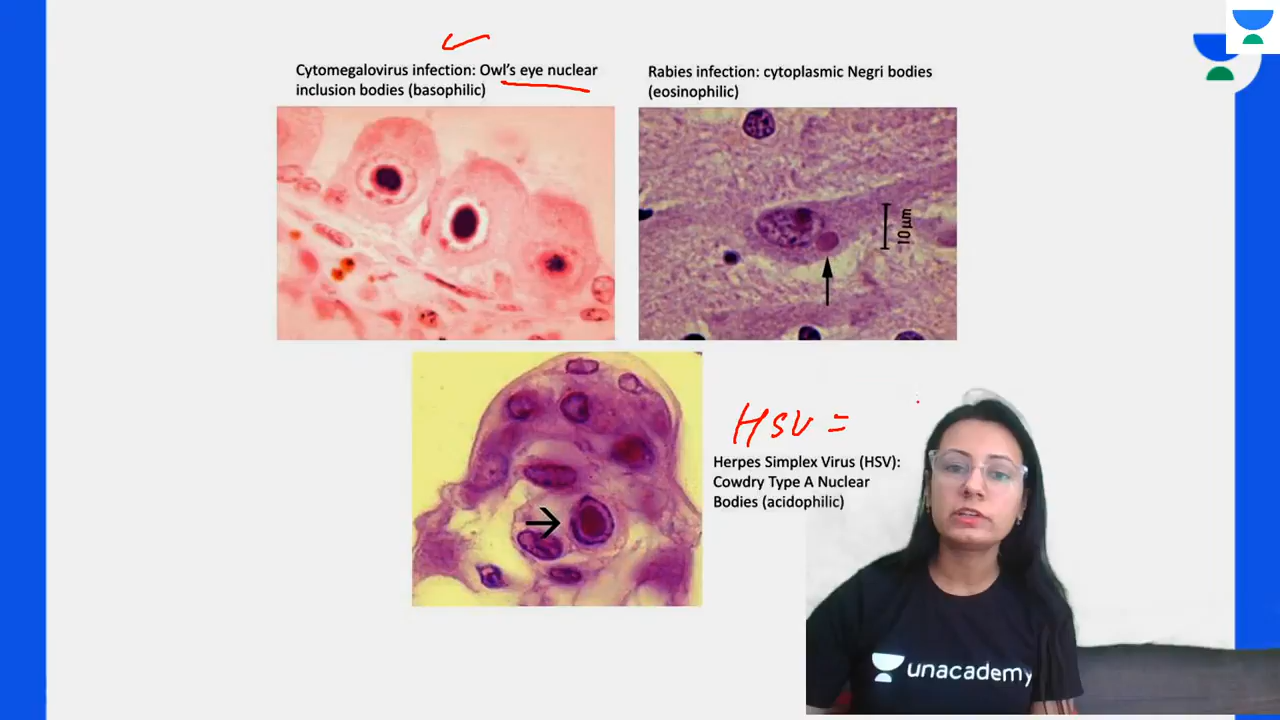 Cytomegalovirus infection: Owl's eye nuclear
inclusion bodies (basophilic)
Rabies infection: cytoplasmic Negri bodies
(eosinophilic)
10 µm
HSV =
Herpes Simplex Virus (HSV):
Cowdry Type A Nuclear
Bodies (acidophilic)
unacademy